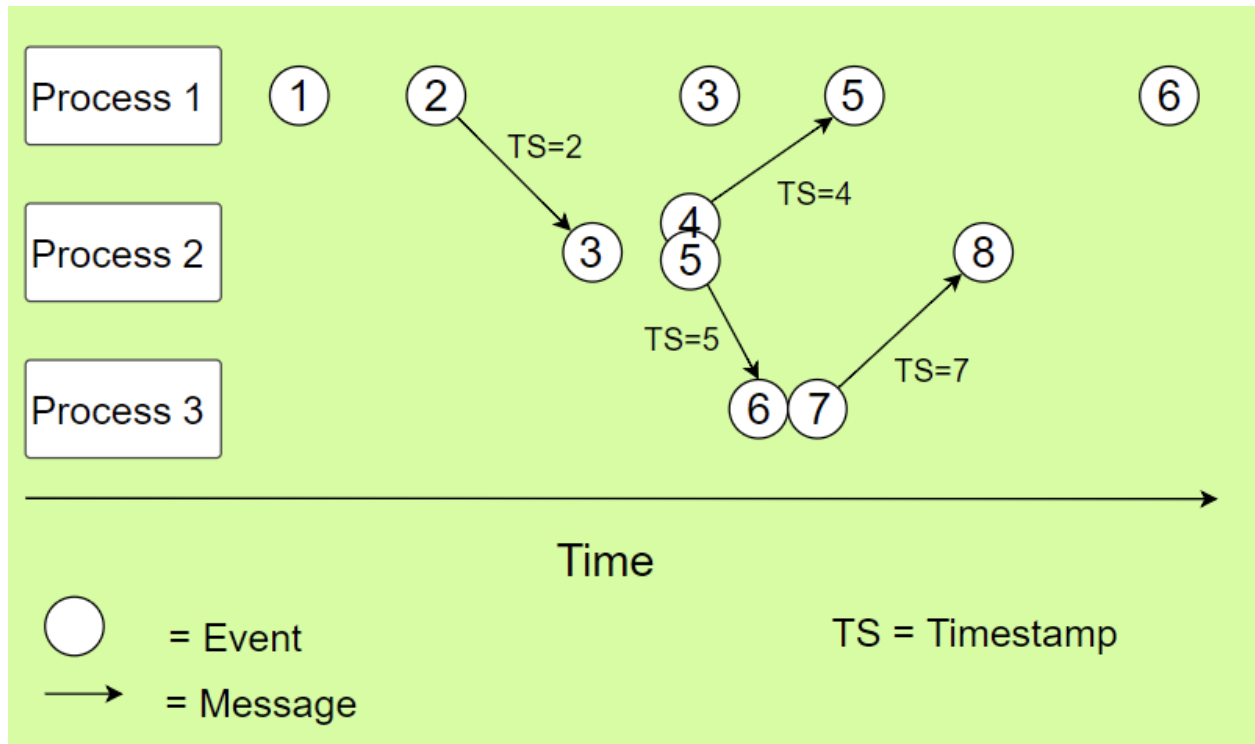 Process 1
1
2
3
5
6
TS=2
TS=4
Process 2
3
4
5
8
TS=5
TS=7
Process 3
6
7
Time
= Event
TS = Timestamp
= Message